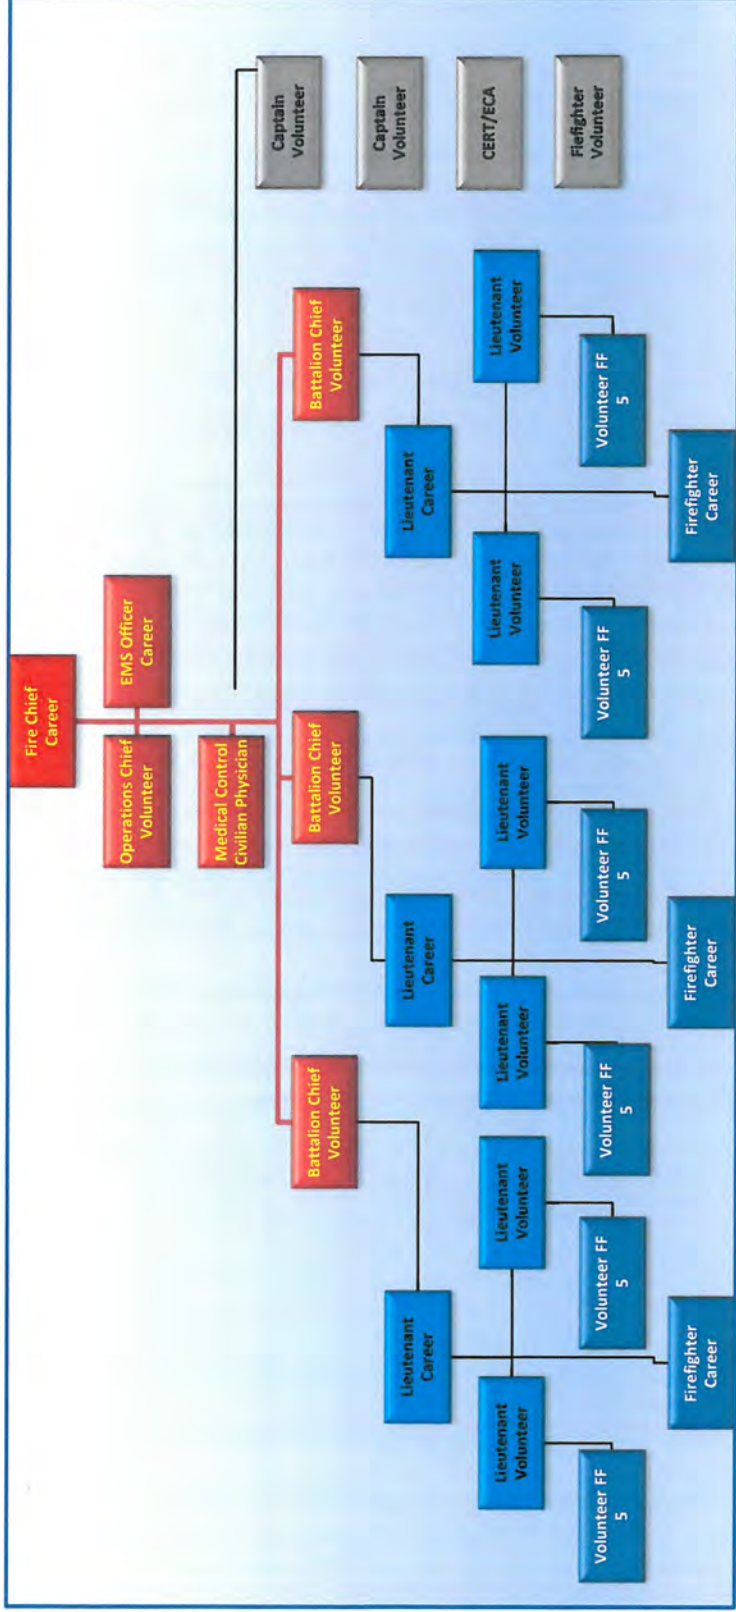 Fire Chief
Career
Operations Chief
Volunteer
EMS Officer
Career
Medical Control
Civilian Physician
Battalion Chief
Volunteer
Battalion Chief
Volunteer
Battalion Chief
Volunteer
Captain
Volunteer
Lieutenant
Career
Lieutenant
Career
Lieutenant
Career
Captain
Volunteer
Lieutenant
Volunteer
Lieutenant
Volunteer
Lieutenant
Volunteer
Lieutenant
Volunteer
Lieutenant
Volunteer
Lieutenant
Volunteer
CERT/ECA
Volunteer FF
5
Volunteer FF
5
Volunteer FF
5
Volunteer FF
5
Volunteer FF
5
Volunteer FF
5
Fiefighter
Volunteer
Firefighter
Career
Firefighter
Career
Firefighter
Career